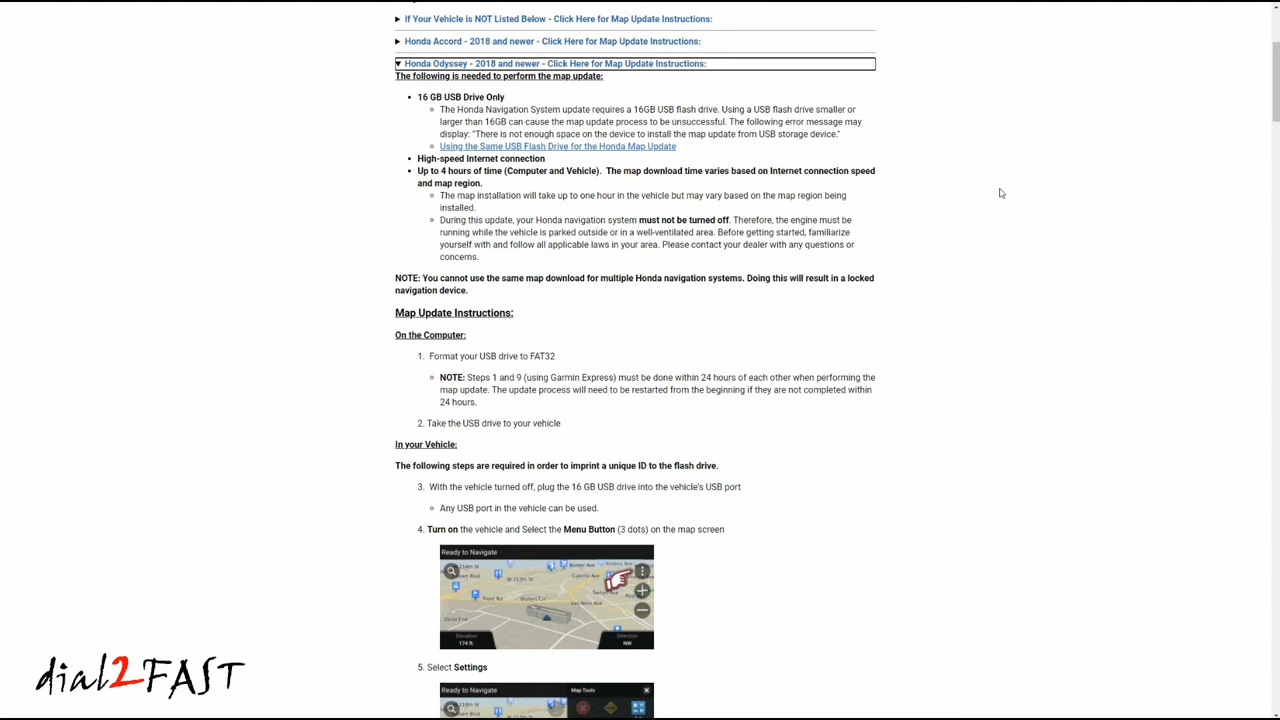 If Your Vehicle is NOT Listed Below - Click Here for Map Update Instructions:
Honda Accord - 2018 and newer - Click Here for Map Update Instructions:
Honda Odyssey - 2018 and newer - Click Here for Map Update Instructions:
The following is needed to perform the map update:
16 GB USB Drive Only
The Honda Navigation System update requires a 16GB USB flash drive. Using a USB flash drive smaller or
larger than 16GB can cause the map update process to be unsuccessful. The following error message may
display: "There is not enough space on the device to install the map update from USB storage device."
Using the Same USB Flash Drive for the Honda Map Update
High-speed Internet connection
Up to 4 hours of time (Computer and Vehicle). The map download time varies based on Internet connection speed
and map region.
The map installation will take up to one hour in the vehicle but may vary based on the map region being
installed.
During this update, your Honda navigation system must not be turned off. Therefore, the engine must be
running while the vehicle is parked outside or in a well-ventilated area. Before getting started, familiarize
yourself with and follow all applicable laws in your area. Please contact your dealer with any questions or
concerns.
NOTE: You cannot use the same map download for multiple Honda navigation systems. Doing this will result in a locked
navigation device.
Map Update Instructions:
On the Computer:
1. Format your USB drive to FAT32
NOTE: Steps 1 and 9 (using Garmin Express) must be done within 24 hours of each other when performing the
map update. The update process will need to be restarted from the beginning if they are not completed within
24 hours.
2. Take the USB drive to your vehicle
In your Vehicle:
The following steps are required in order to imprint a unique ID to the flash drive.
3. With the vehicle turned off, plug the 16 GB USB drive into the vehicle's USB port
Any USB port in the vehicle can be used.
4. Turn on the vehicle and Select the Menu Button (3 dots) on the map screen
Ready to Navigate
W 213th St
Elevation
174 ft
Direction
NW
5. Select Settings
Ready to Navigate
Map Tools
dial2FAST